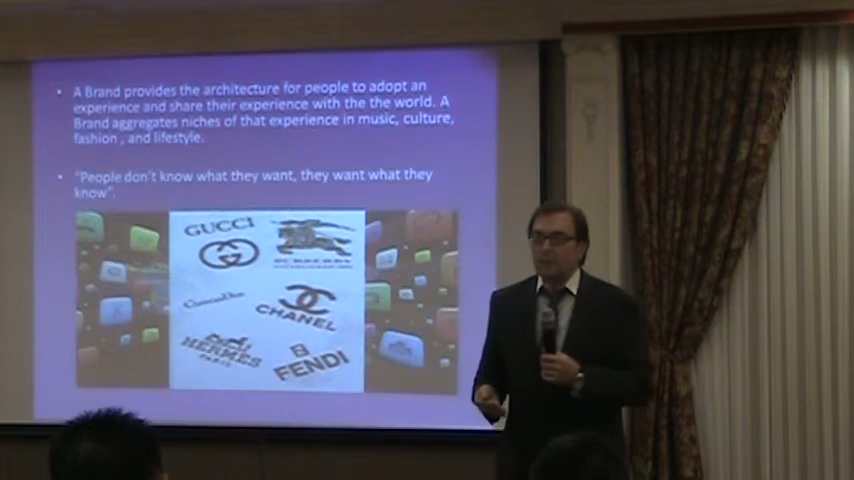 • A Brand provides the architecture for people to adopt an
experience and share their experience with the the world. A
Brand aggregates niches of that experience in music, culture,
fashion , and lifestyle.
• "People don't know what they want, they want what they
know".
GUCCI
BURBERRY
CHANEL
HERMES
PARIS
FENDI